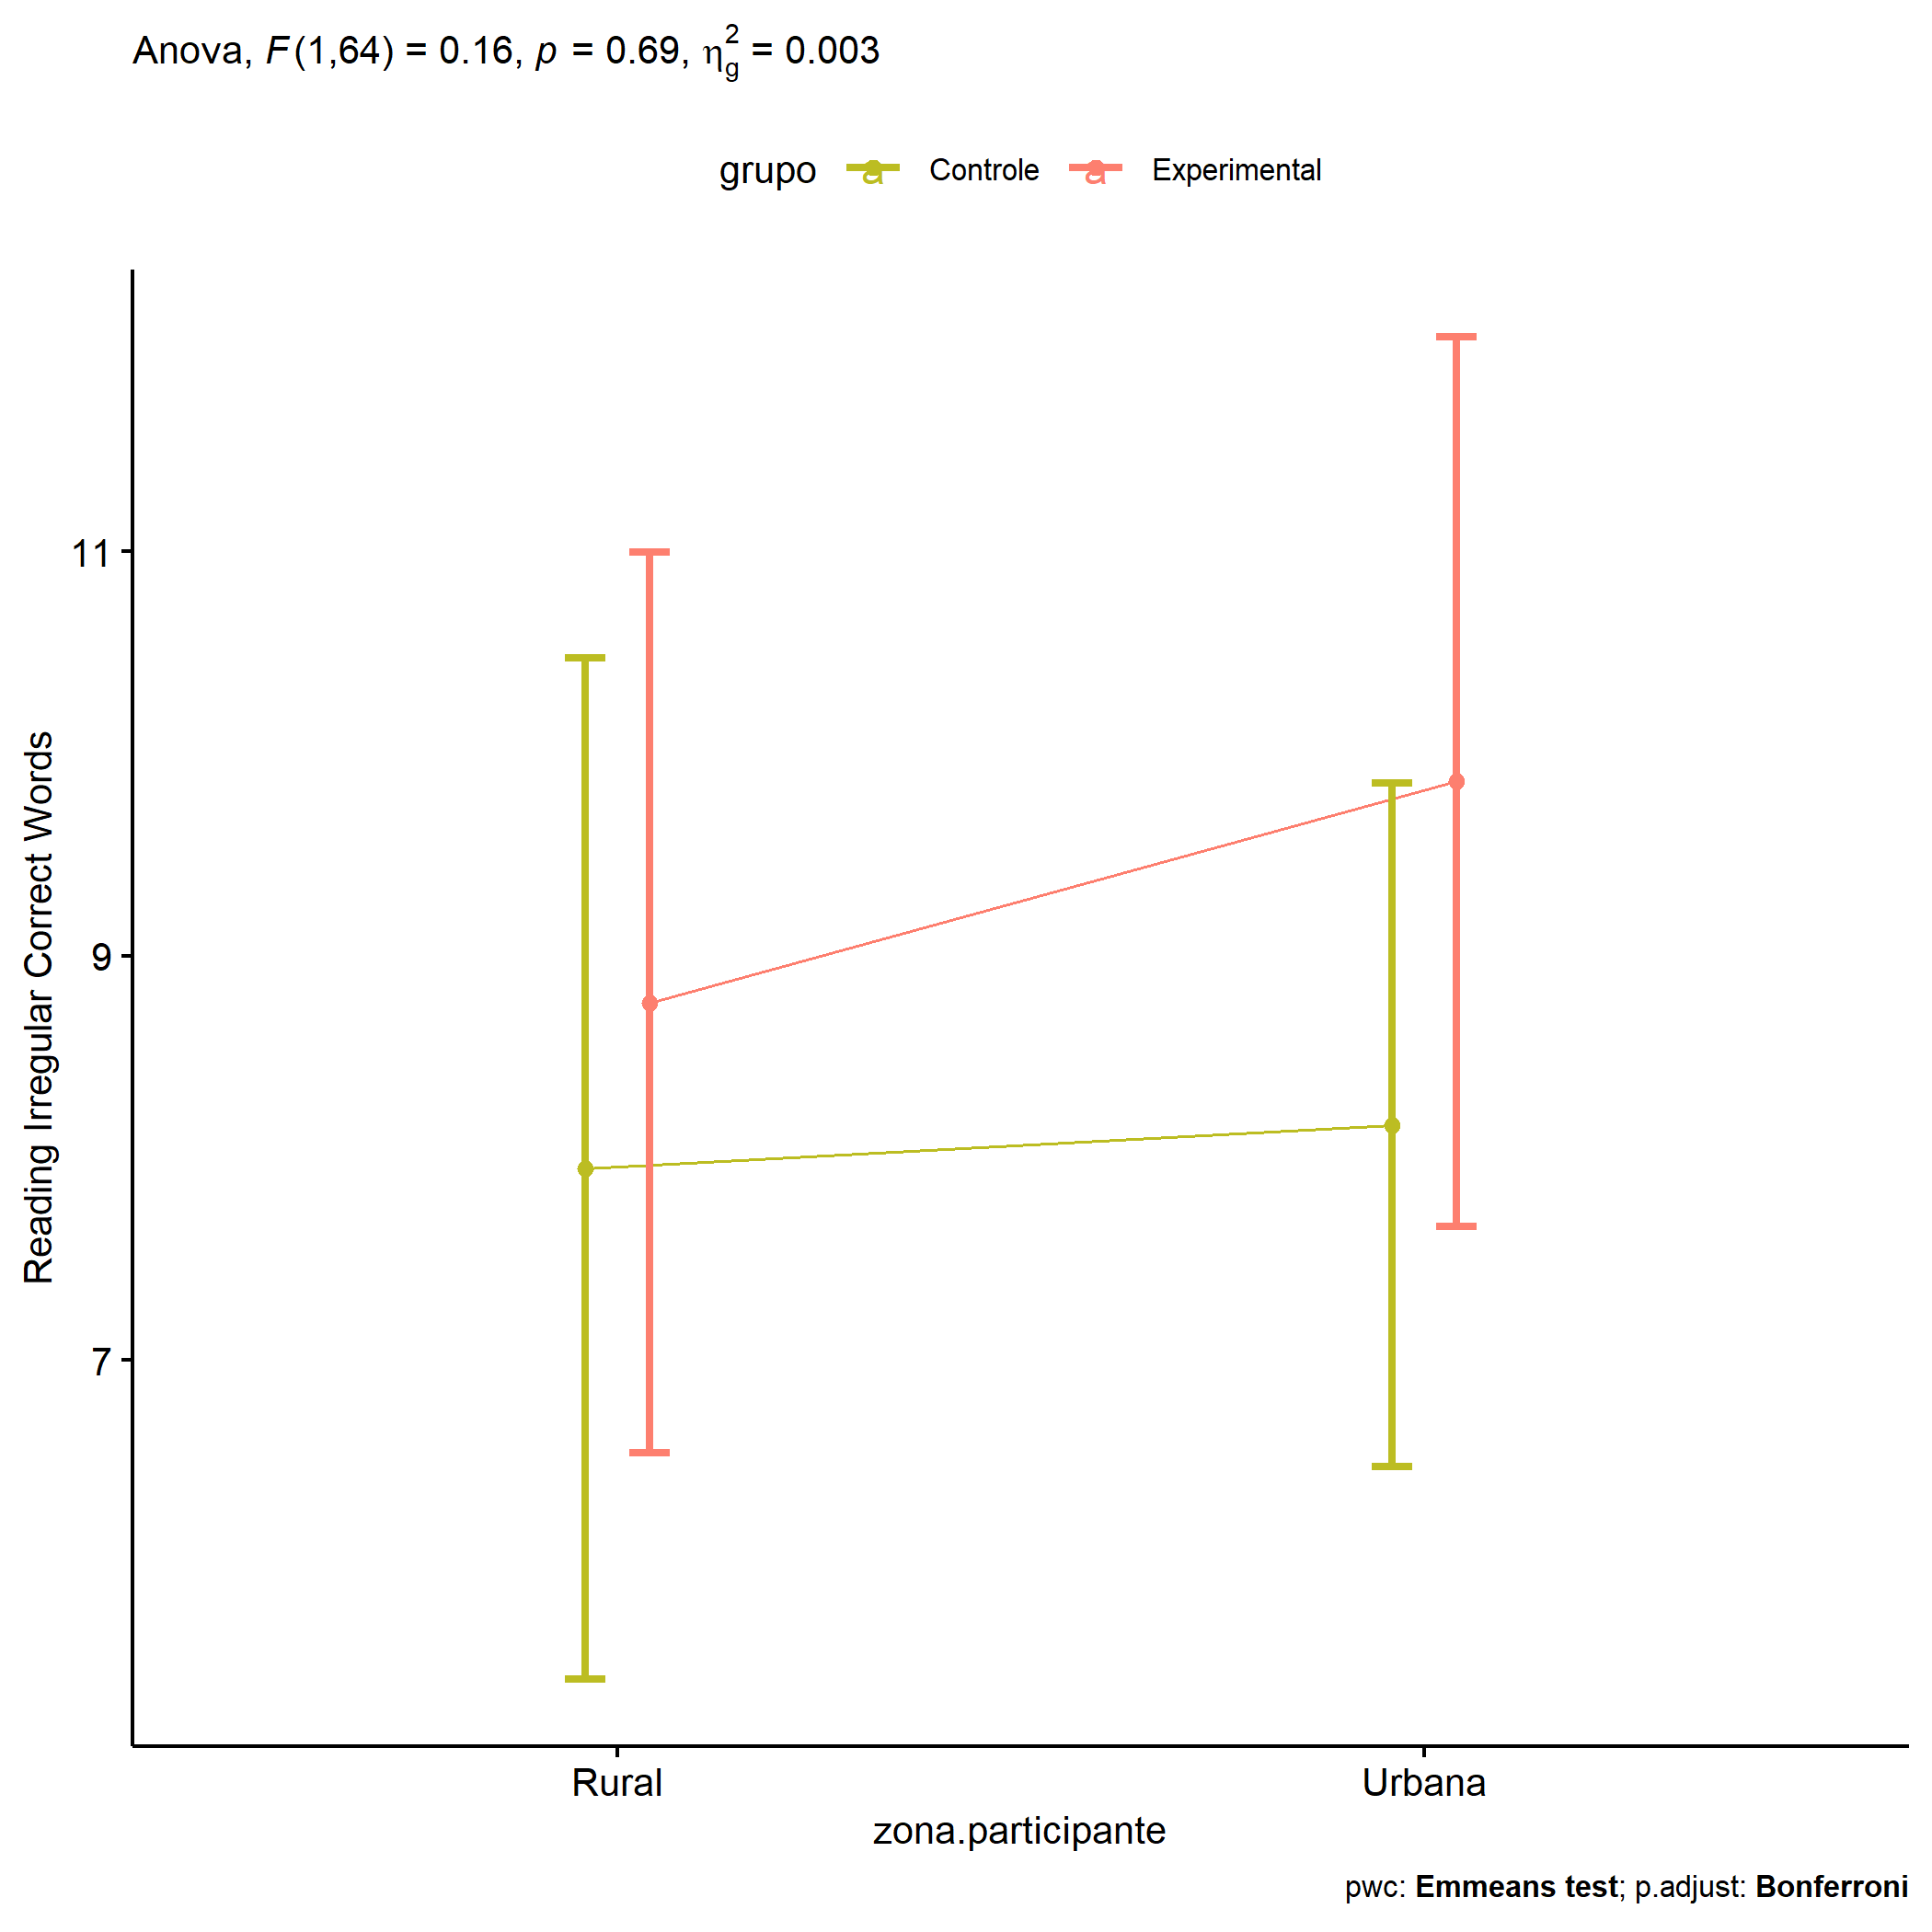 Anova, F(1,64) = 0.16, p = 0.69, η²g = 0.003
grupo a Controle a Experimental
11
9
7
Reading Irregular Correct Words
Rural Urbana
zona.participante
pwc: Emmeans test; p.adjust: Bonferroni